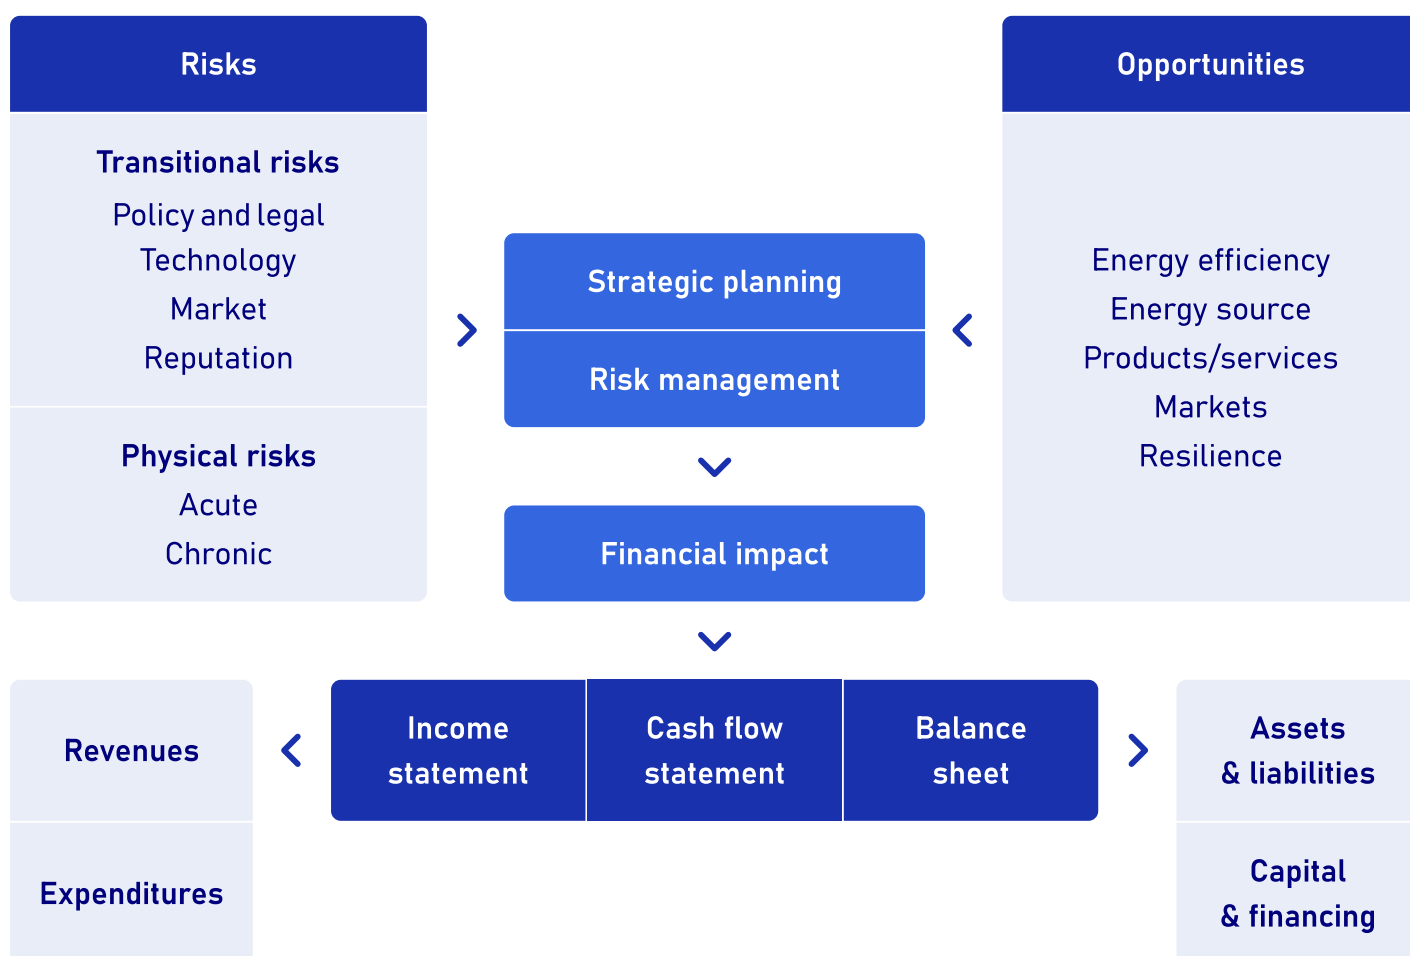 Risks
Transitional risks
Policy and legal
Technology
Market
Reputation
Physical risks
Acute
Chronic
Strategic planning
Risk management
Financial impact
Opportunities
Energy efficiency
Energy source
Products/services
Markets
Resilience
Revenues
Expenditures
Income
statement
Cash flow
statement
Balance
sheet
Assets
& liabilities
Capital
& financing